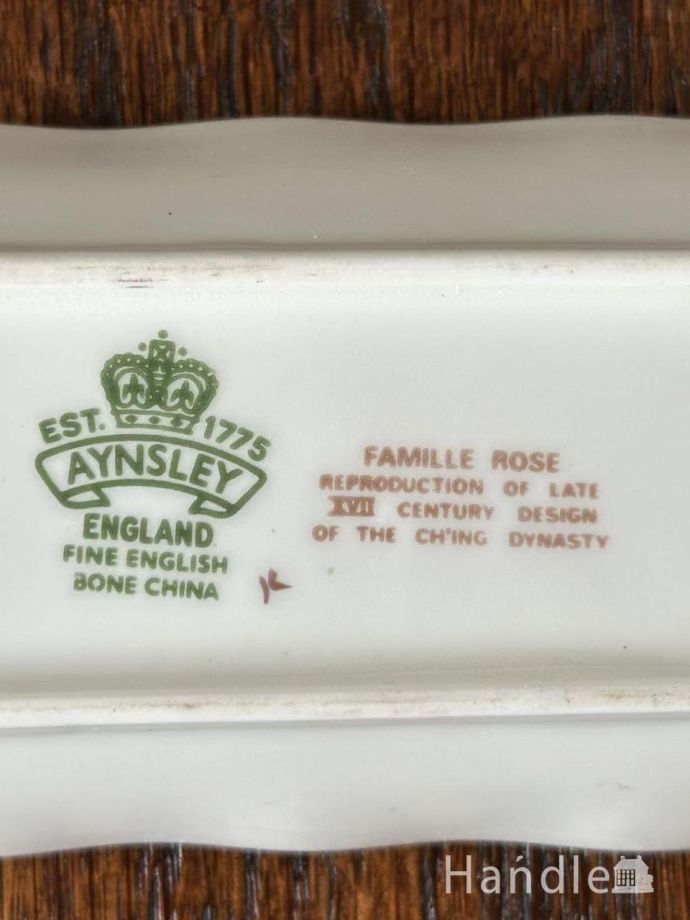 EST. 1775
AYNSLEY
ENGLAND
FINE ENGLISH
BONE CHINA
FAMILLE ROSE
REPRODUCTION OF LATE
XVII CENTURY DESIGN
OF THE CH'ING DYNASTY
Handle